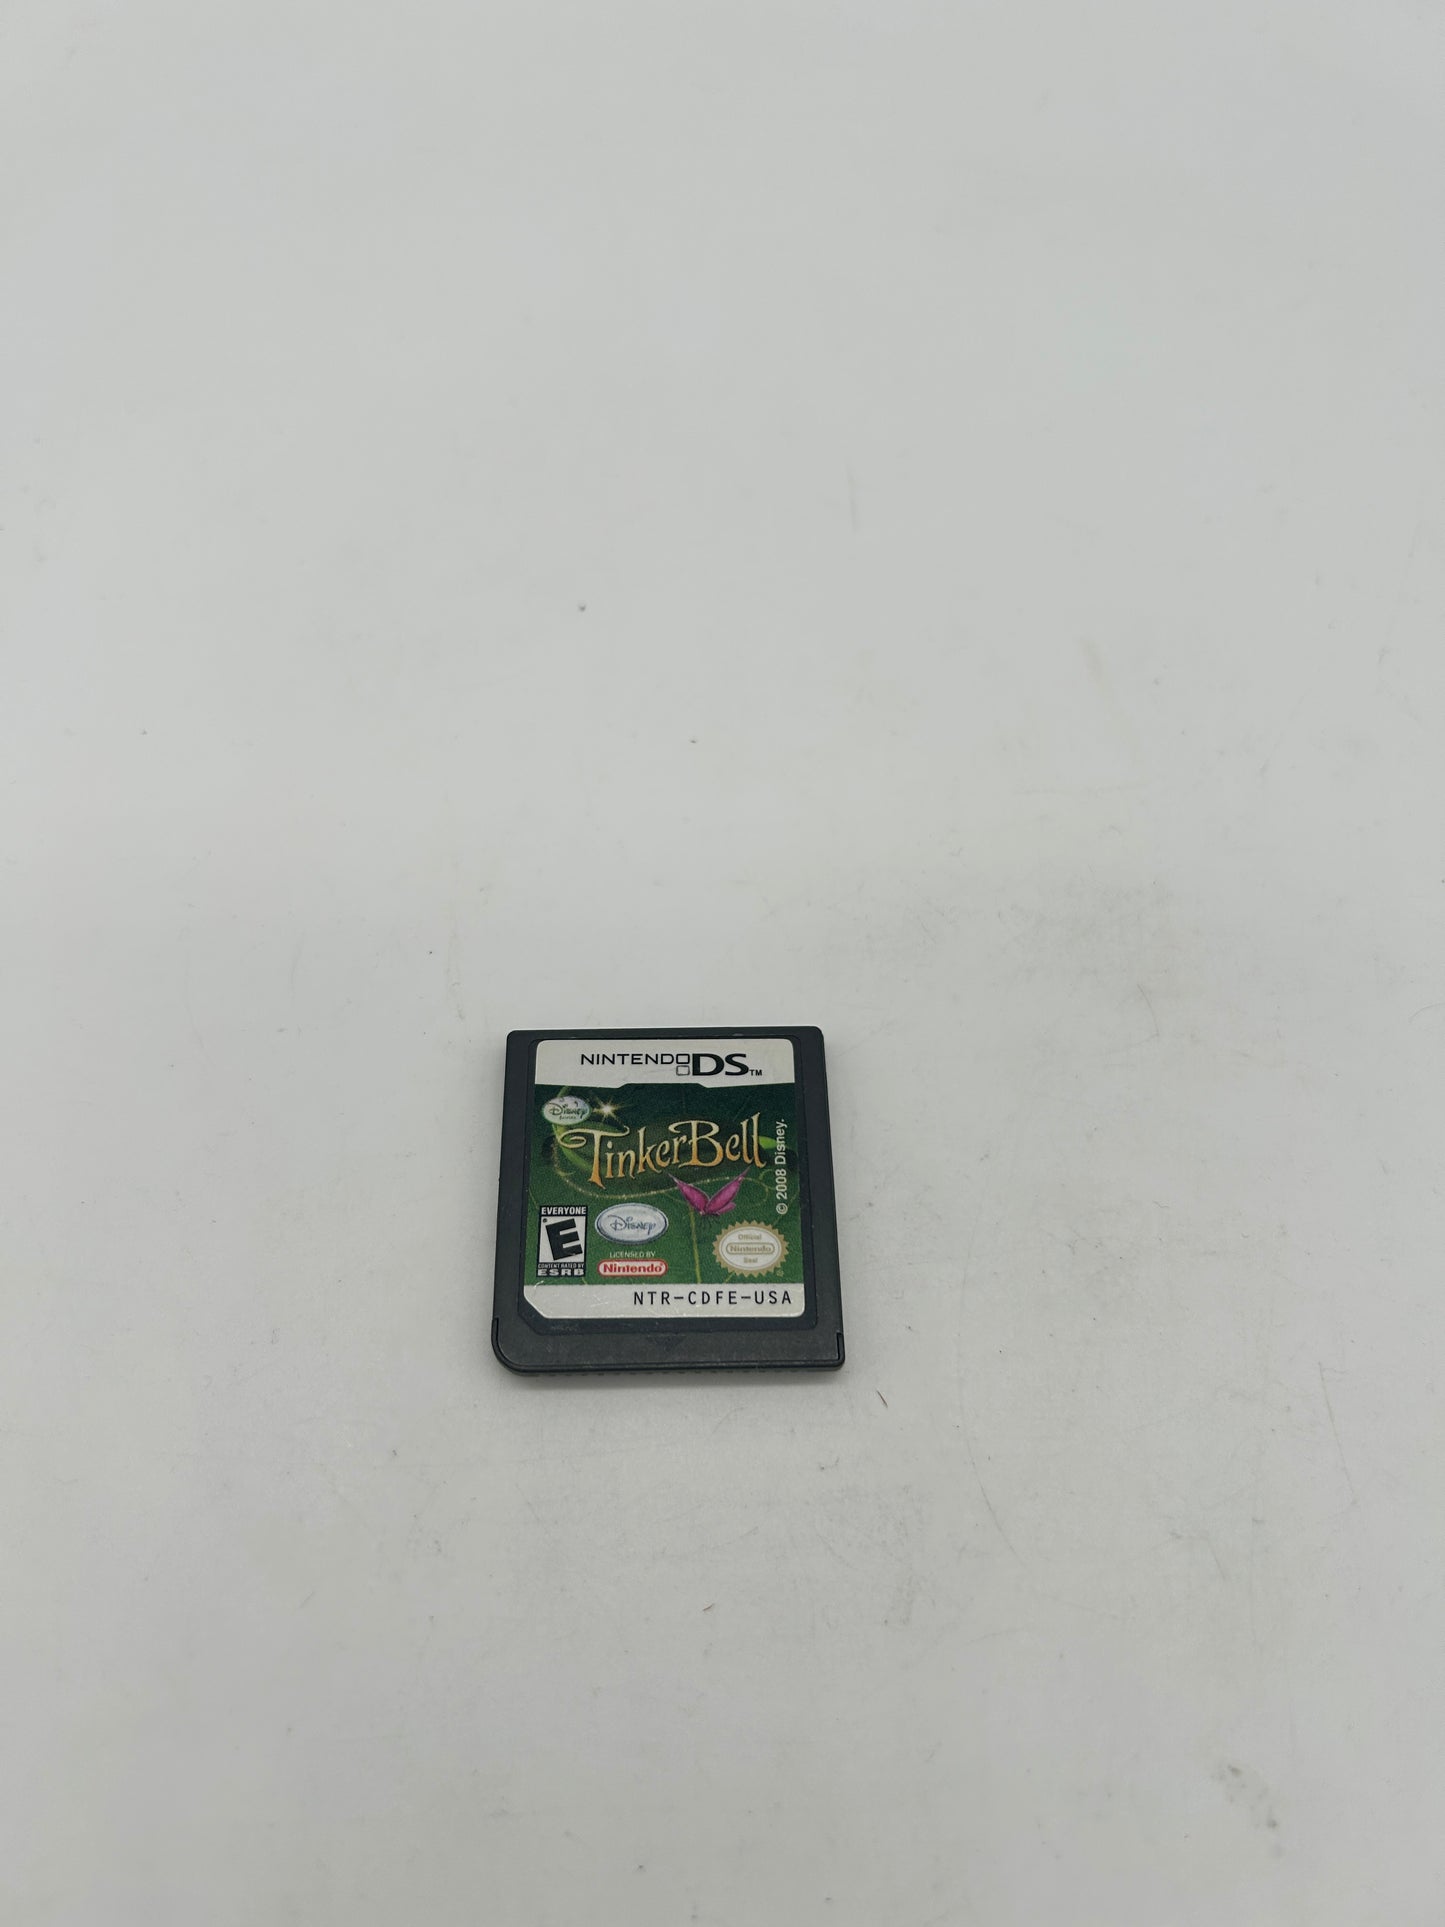 NINTENDO DS™
Disney
TinkerBell
© 2008 Disney.
EVERYONE
E
CONTENT RATED BY
ESRB
Disney
LICENSED BY
Nintendo
Official
Nintendo
Seal
®
NTR-CDFE-USA